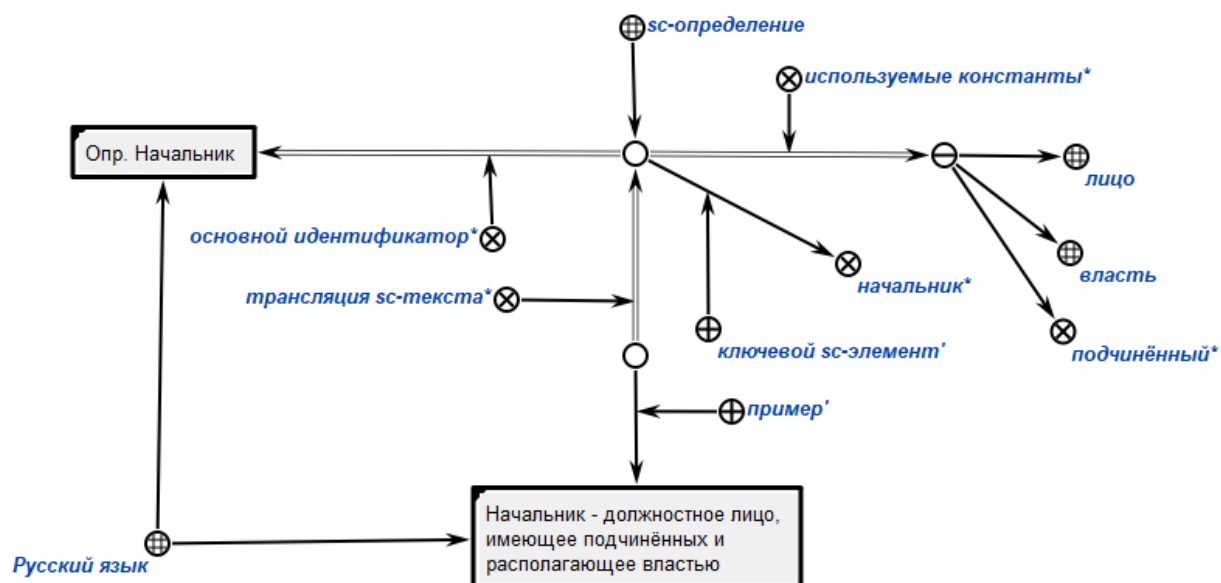 sc-определение
используемые константы*
Опр. Начальник
лицо
основной идентификатор*
власть
начальник*
трансляция sc-текста*
ключевой sc-элемент'
подчинённый*
пример'
Начальник - должностное лицо,
имеющее подчинённых и
располагающее властью
Русский язык